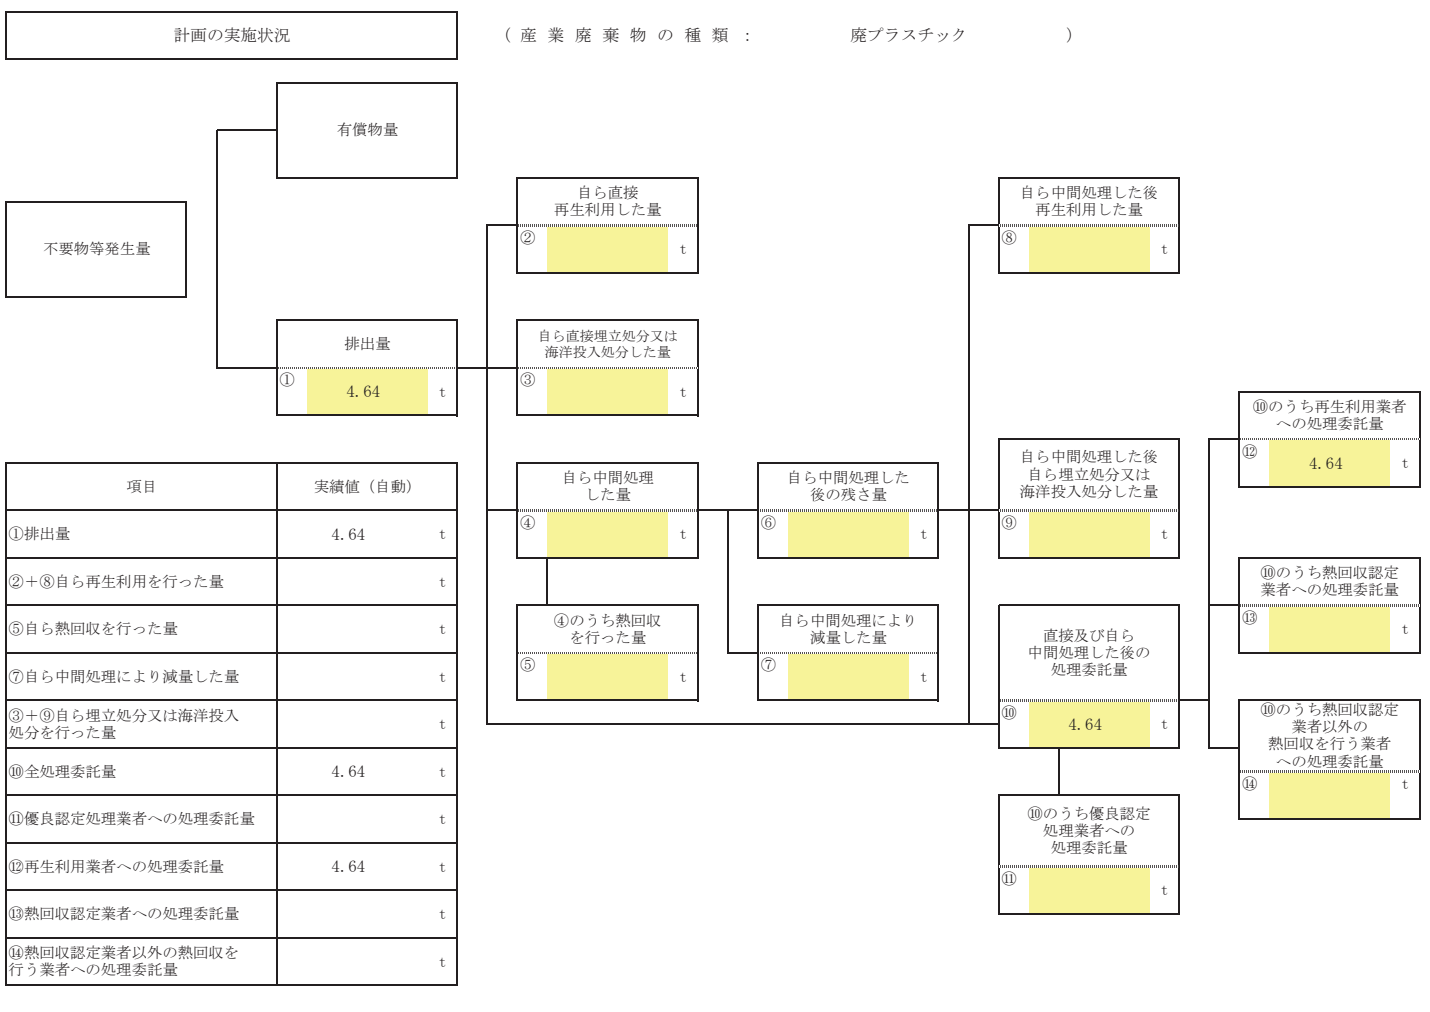 計画の実施状況
（産業廃棄物の種類：　廃プラスチック　）
有償物量
不要物等発生量
排出量
① 4.64 t
自ら直接
再生利用した量
② t
自ら直接埋立処分又は
海洋投入処分した量
③ t
自ら中間処理
した量
④ t
④のうち熱回収
を行った量
⑤ t
自ら中間処理した
後の残さ量
⑥ t
自ら中間処理により
減量した量
⑦ t
自ら中間処理した後
再生利用した量
⑧ t
自ら中間処理した後
自ら埋立処分又は
海洋投入処分した量
⑨ t
直接及び自ら
中間処理した後の
処理委託量
⑩ 4.64 t
⑩のうち優良認定
処理業者への
処理委託量
⑪ t
⑩のうち再生利用業者
への処理委託量
⑫ 4.64 t
⑩のうち熱回収認定
業者への処理委託量
⑬ t
⑩のうち熱回収認定
業者以外の
熱回収を行う業者
への処理委託量
⑭ t
項目 実績値（自動）
①排出量 4.64 t
②＋⑧自ら再生利用を行った量 t
⑤自ら熱回収を行った量 t
⑦自ら中間処理により減量した量 t
③＋⑨自ら埋立処分又は海洋投入
処分を行った量 t
⑩全処理委託量 4.64 t
⑪優良認定処理業者への処理委託量 t
⑫再生利用業者への処理委託量 4.64 t
⑬熱回収認定業者への処理委託量 t
⑭熱回収認定業者以外の熱回収を
行う業者への処理委託量 t